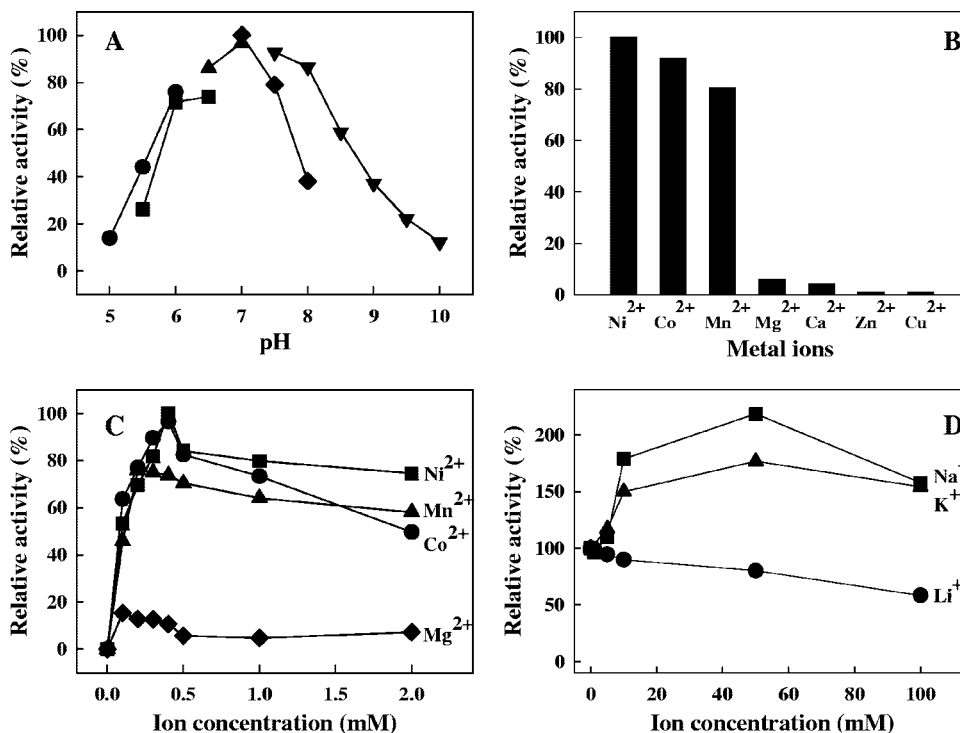 A
Relative activity (%)
100
80
60
40
20
0
5 6 7 8 9 10
pH
B
Relative activity (%)
100
80
60
40
20
0
Ni2+ Co2+ Mn2+ Mg2+ Ca2+ Zn2+ Cu2+
Metal ions
C
Relative activity (%)
100
80
60
40
20
0
Ni2+
Mn2+
Co2+
Mg2+
0.0 0.5 1.0 1.5 2.0
Ion concentration (mM)
D
Relative activity (%)
200
150
100
50
0
Na+
K+
Li+
0 20 40 60 80 100
Ion concentration (mM)